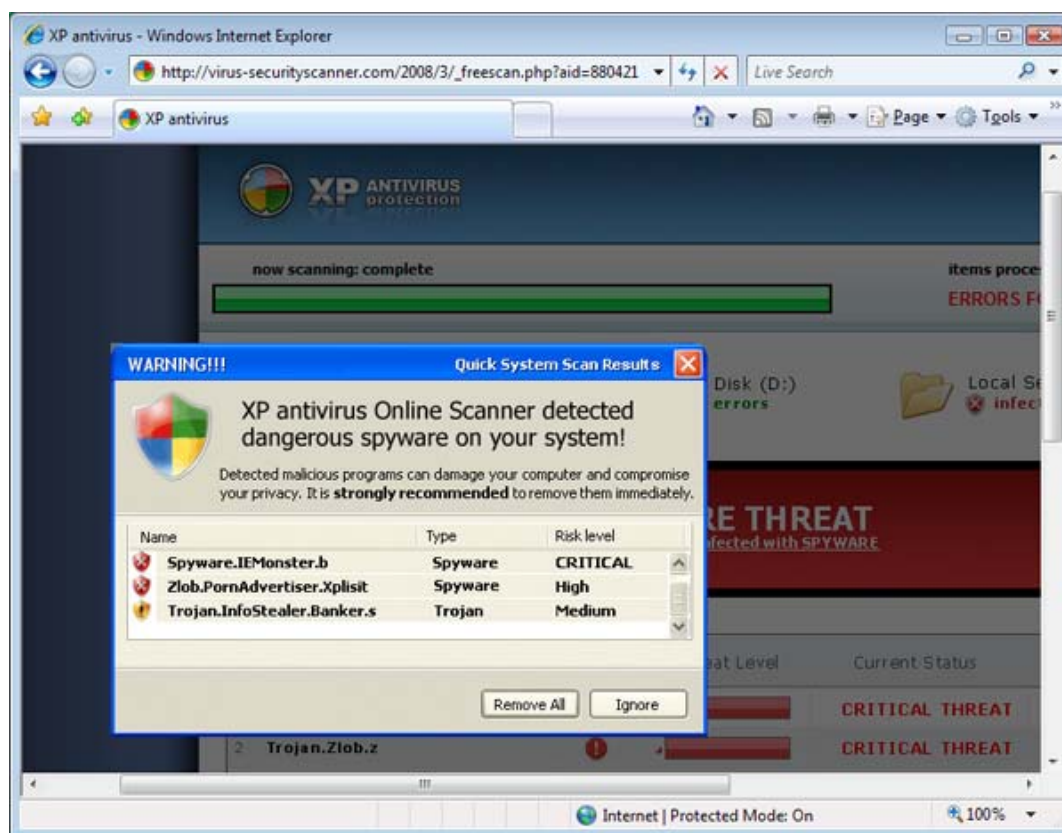 XP antivirus - Windows Internet Explorer
http://virus-securityscanner.com/2008/3/_freescan.php?aid=880421
Live Search
XP antivirus
Page
Tools
XP ANTIVIRUS
protection
now scanning: complete
items proce
ERRORS F
WARNING!!!
Quick System Scan Results
XP antivirus Online Scanner detected
dangerous spyware on your system!
Detected malicious programs can damage your computer and compromise
your privacy. It is strongly recommended to remove them immediately.
Name Type Risk level
Spyware.IEMonster.b Spyware CRITICAL
Zlob.PornAdvertiser.Xplisit Spyware High
Trojan.InfoStealer.Banker.s Trojan Medium
Remove All
Ignore
Disk (D:)
errors
Local Se
infec
RE THREAT
fected with SPYWARE
eat Level
Current Status
CRITICAL THREAT
2 Trojan.Zlob.z
CRITICAL THREAT
Internet | Protected Mode: On
100%